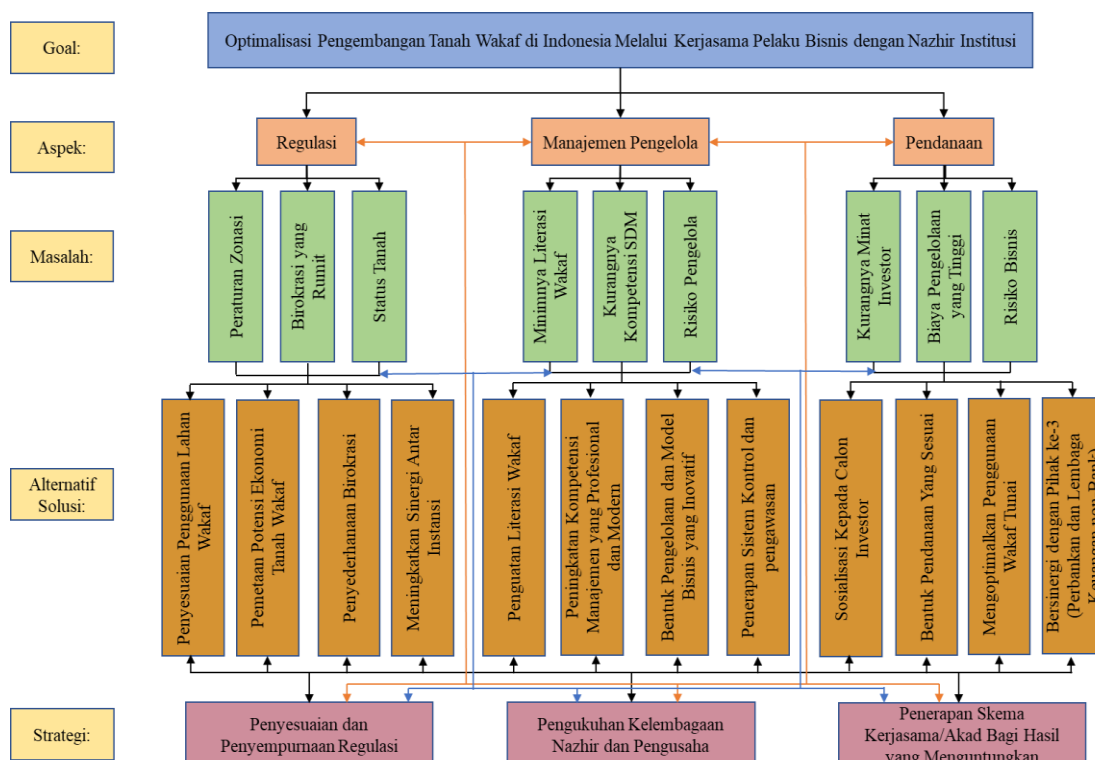 Goal:
Optimalisasi Pengembangan Tanah Wakaf di Indonesia Melalui Kerjasama Pelaku Bisnis dengan Nazhir Institusi
Aspek:
Regulasi
Manajemen Pengelola
Pendanaan
Masalah:
Peraturan Zonasi
Birokrasi yang
Rumit
Status Tanah
Minimnya Literasi
Wakaf
Kurangnya
Kompetensi SDM
Risiko Pengelola
Kurangnya Minat
Investor
Biaya Pengelolaan
yang Tinggi
Risiko Bisnis
Alternatif
Solusi:
Penyesuaian Penggunaan Lahan
Wakaf
Pemetaan Potensi Ekonomi
Tanah Wakaf
Penyederhanaan Birokrasi
Meningkatkan Sinergi Antar
Instansi
Penguatan Literasi Wakaf
Peningkatan Kompetensi
Manajemen yang Profesional
dan Modern
Bentuk Pengelolaan dan Model
Bisnis yang Inovatif
Penerapan Sistem Kontrol dan
pengawasan
Sosialisasi Kepada Calon
Investor
Bentuk Pendanaan Yang Sesuai
Mengoptimalkan Penggunaan
Wakaf Tunai
Bersinergi dengan Pihak ke-3
(Perbankan dan Lembaga
Keuangan non-Bank)
Strategi:
Penyesuaian dan
Penyempurnaan Regulasi
Pengukuhan Kelembagaan
Nazhir dan Pengusaha
Penerapan Skema
Kerjasama/Akad Bagi Hasil
yang Menguntungkan